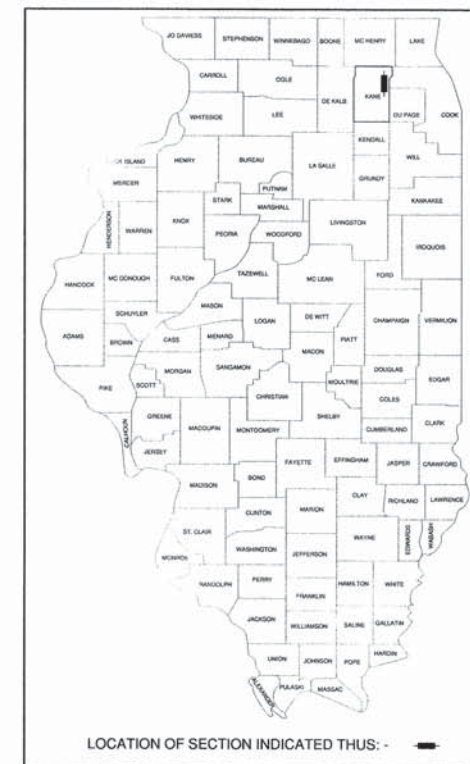 JO DAVIESS STEPHENSON WINNEBAGO BOONE MC HENRY LAKE
CARROLL OGLE KANE COOK
DE KALB DU PAGE
WHITESIDE LEE
KENDALL
WILL
ISLAND HENRY BUREAU LA SALLE GRUNDY
MERCER PUTNAM
KANKAKEE
STARK MARSHALL
HENDERSON WARREN KNOX LIVINGSTON
PEORIA WOODFORD IROQUOIS
TAZEWELL FORD
HANCOCK MC DONOUGH FULTON MC LEAN
MASON
SCHUYLER LOGAN DE WITT CHAMPAIGN VERMILION
ADAMS BROWN CASS MENARD PIATT
MACON
MORGAN SANGAMON DOUGLAS EDGAR
PIKE SCOTT CHRISTIAN MOULTRIE COLES
GREENE SHELBY
CALHOUN MACOUPIN MONTGOMERY CUMBERLAND CLARK
JERSEY
FAYETTE EFFINGHAM JASPER CRAWFORD
MADISON BOND
CLAY RICHLAND LAWRENCE
CLINTON MARION
ST. CLAIR WAYNE EDWARDS WABASH
WASHINGTON JEFFERSON
MONROE
RANDOLPH PERRY HAMILTON WHITE
FRANKLIN
JACKSON WILLIAMSON SALINE GALLATIN
UNION JOHNSON POPE HARDIN
ALEXANDER PULASKI MASSAC
LOCATION OF SECTION INDICATED THUS: -